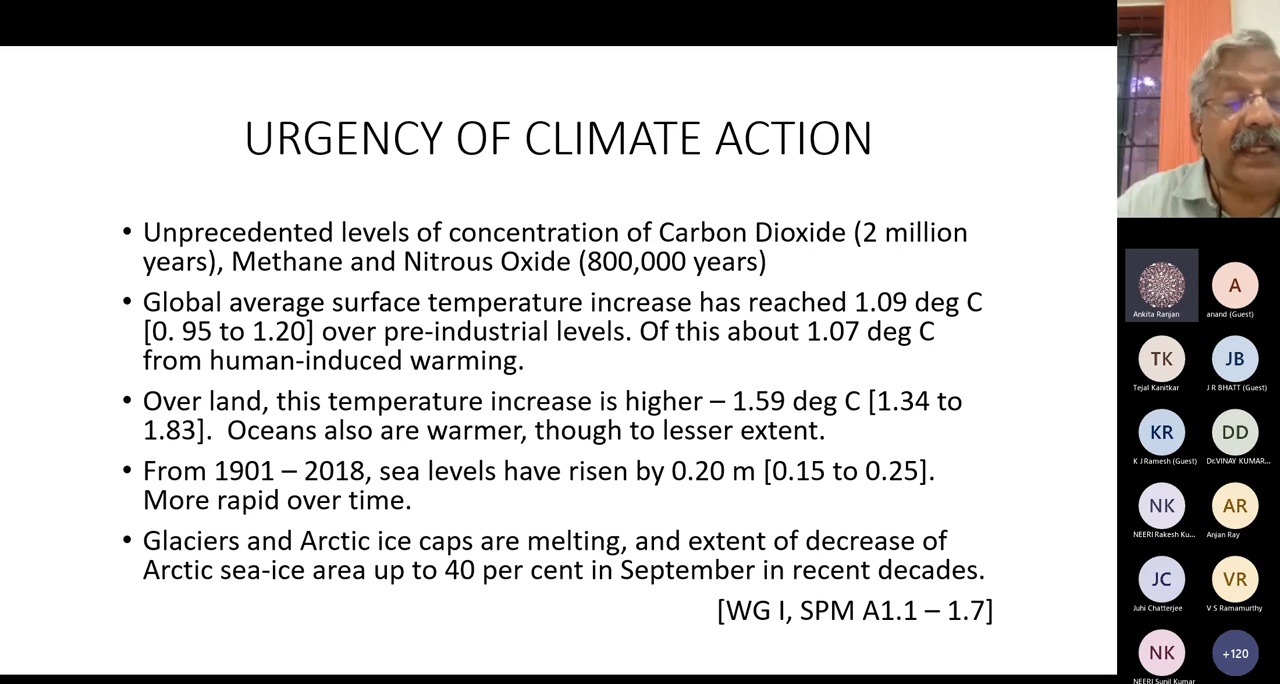 URGENCY OF CLIMATE ACTION
• Unprecedented levels of concentration of Carbon Dioxide (2 million
years), Methane and Nitrous Oxide (800,000 years)
• Global average surface temperature increase has reached 1.09 deg C
[0. 95 to 1.20] over pre-industrial levels. Of this about 1.07 deg C
from human-induced warming.
• Over land, this temperature increase is higher – 1.59 deg C [1.34 to
1.83].  Oceans also are warmer, though to lesser extent.
• From 1901 – 2018, sea levels have risen by 0.20 m [0.15 to 0.25].
More rapid over time.
• Glaciers and Arctic ice caps are melting, and extent of decrease of
Arctic sea-ice area up to 40 per cent in September in recent decades.
[WG I, SPM A1.1 – 1.7]
A
Ankita Ranjan
anand (Guest)
TK
JB
Tejal Kanitkar
J R BHATT (Guest)
KR
DD
K J Ramesh (Guest)
Dr.VINAY KUMAR...
NK
AR
NEERI Rakesh Ku...
Anjan Ray
JC
VR
Juhi Chatterjee
V S Ramamurthy
NK
+120
NEERI Sunil Kumar